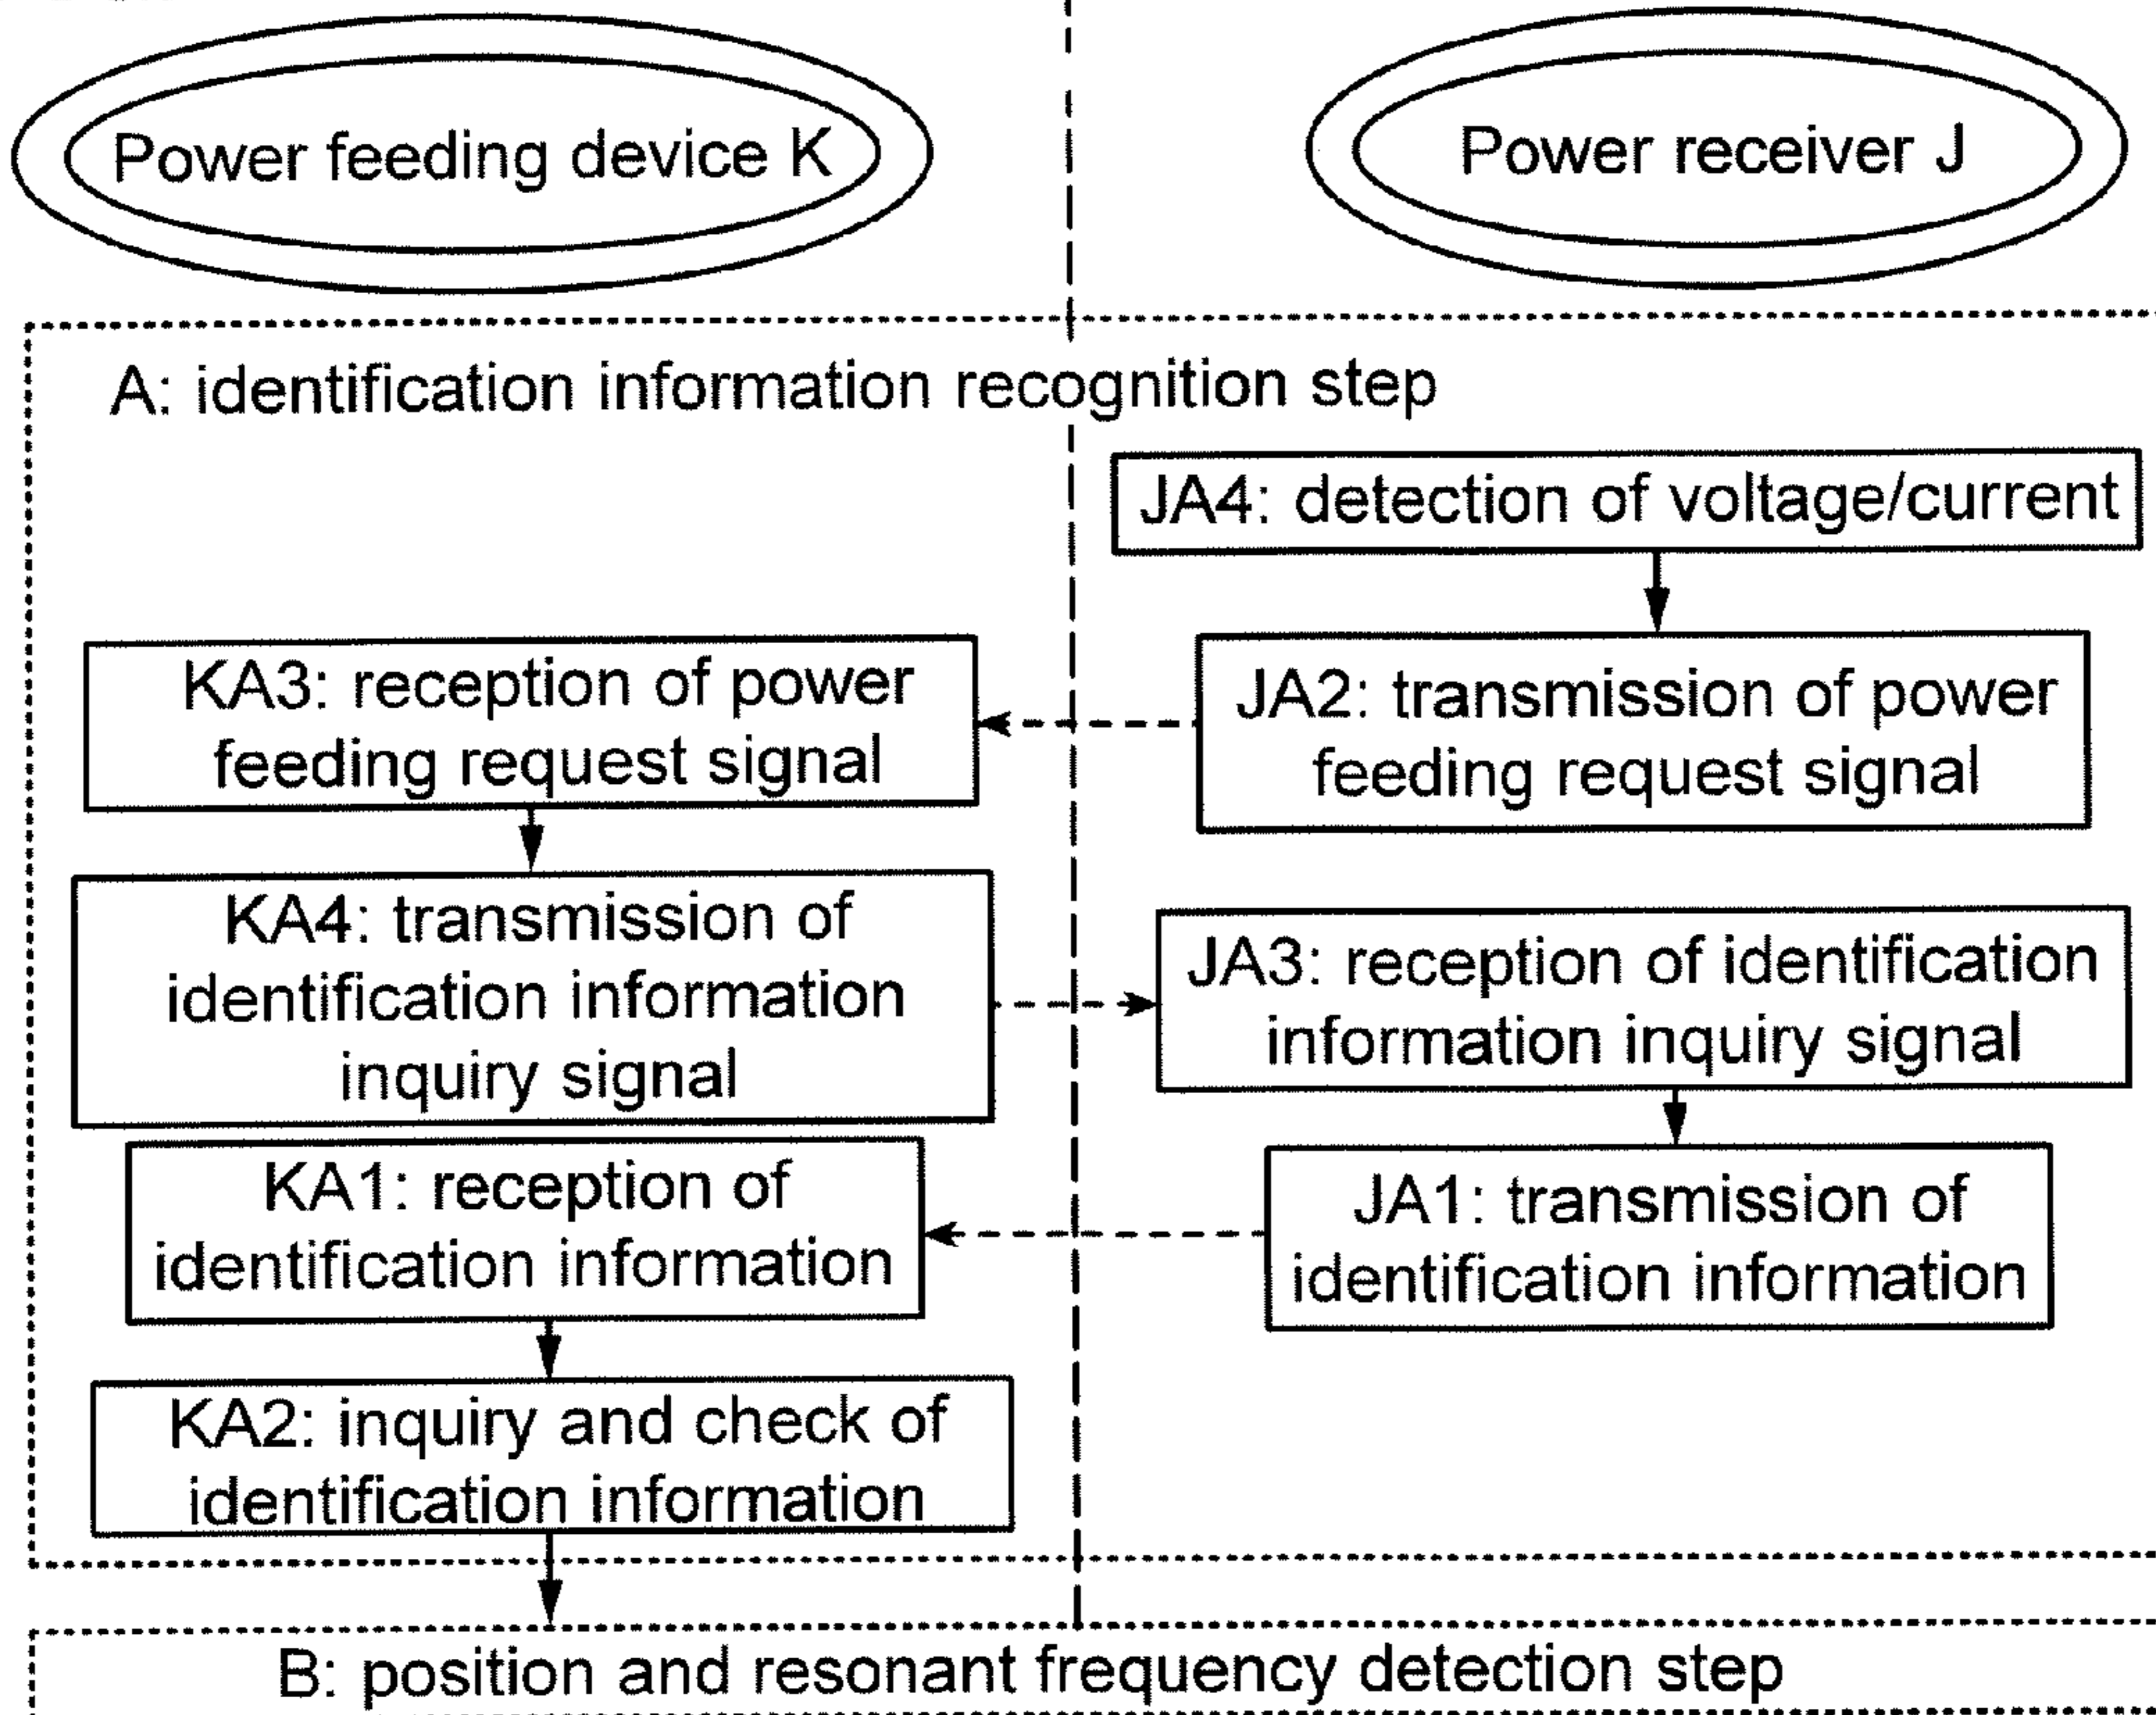 Power feeding device K
Power receiver J
A: identification information recognition step
JA4: detection of voltage/current
KA3: reception of power
feeding request signal
JA2: transmission of power
feeding request signal
KA4: transmission of
identification information
inquiry signal
JA3: reception of identification
information inquiry signal
KA1: reception of
identification information
JA1: transmission of
identification information
KA2: inquiry and check of
identification information
B: position and resonant frequency detection step